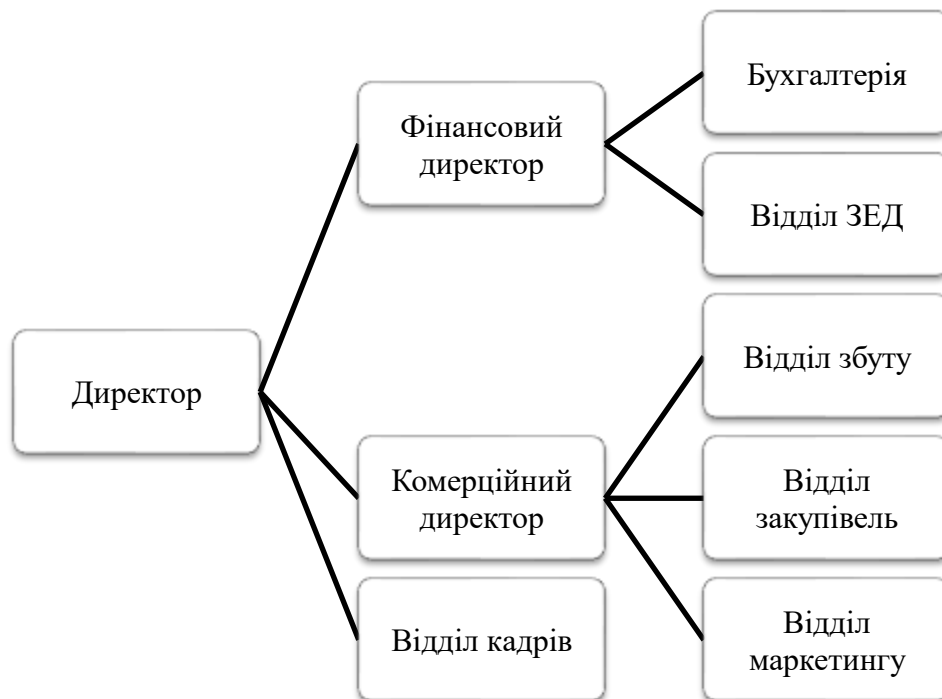 Бухгалтерія
Фінансовий
директор
Відділ ЗЕД
Відділ збуту
Директор
Комерційний
директор
Відділ
закупівель
Відділ кадрів
Відділ
маркетингу